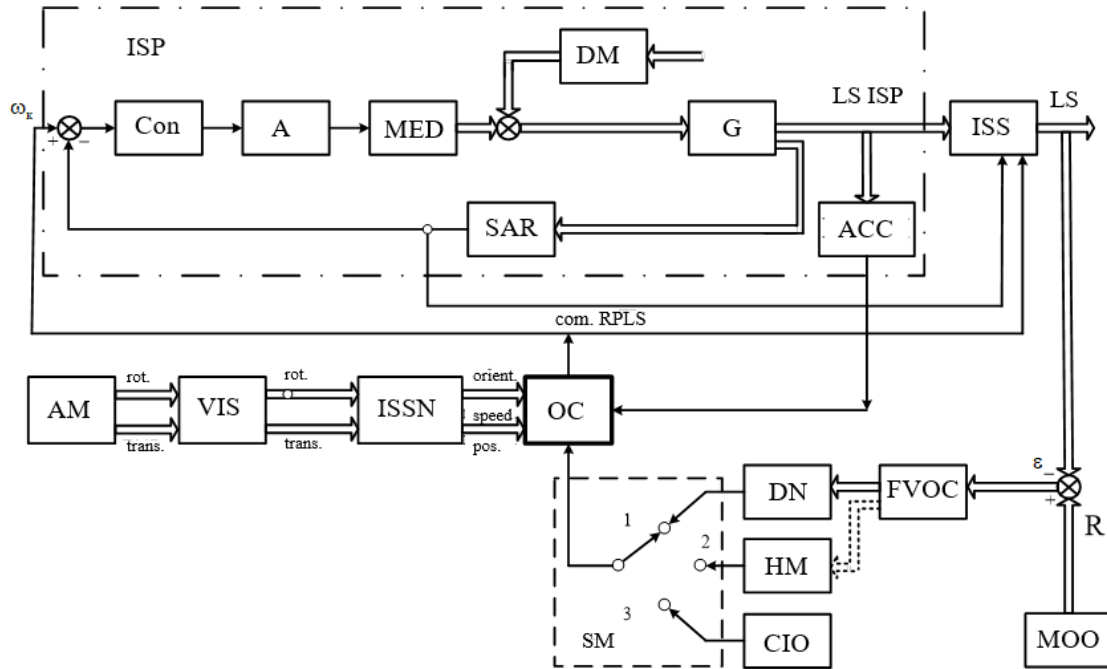 ISP
DM
LS ISP
LS
ωκ
+
−
Con
A
MED
G
ISS
SAR
ACC
com. RPLS
AM
rot.
trans.
VIS
rot.
trans.
ISSN
orient.
speed
pos.
OC
ε
−
+
R
DN
FVOC
1
2
HM
3
SM
CIO
MOO